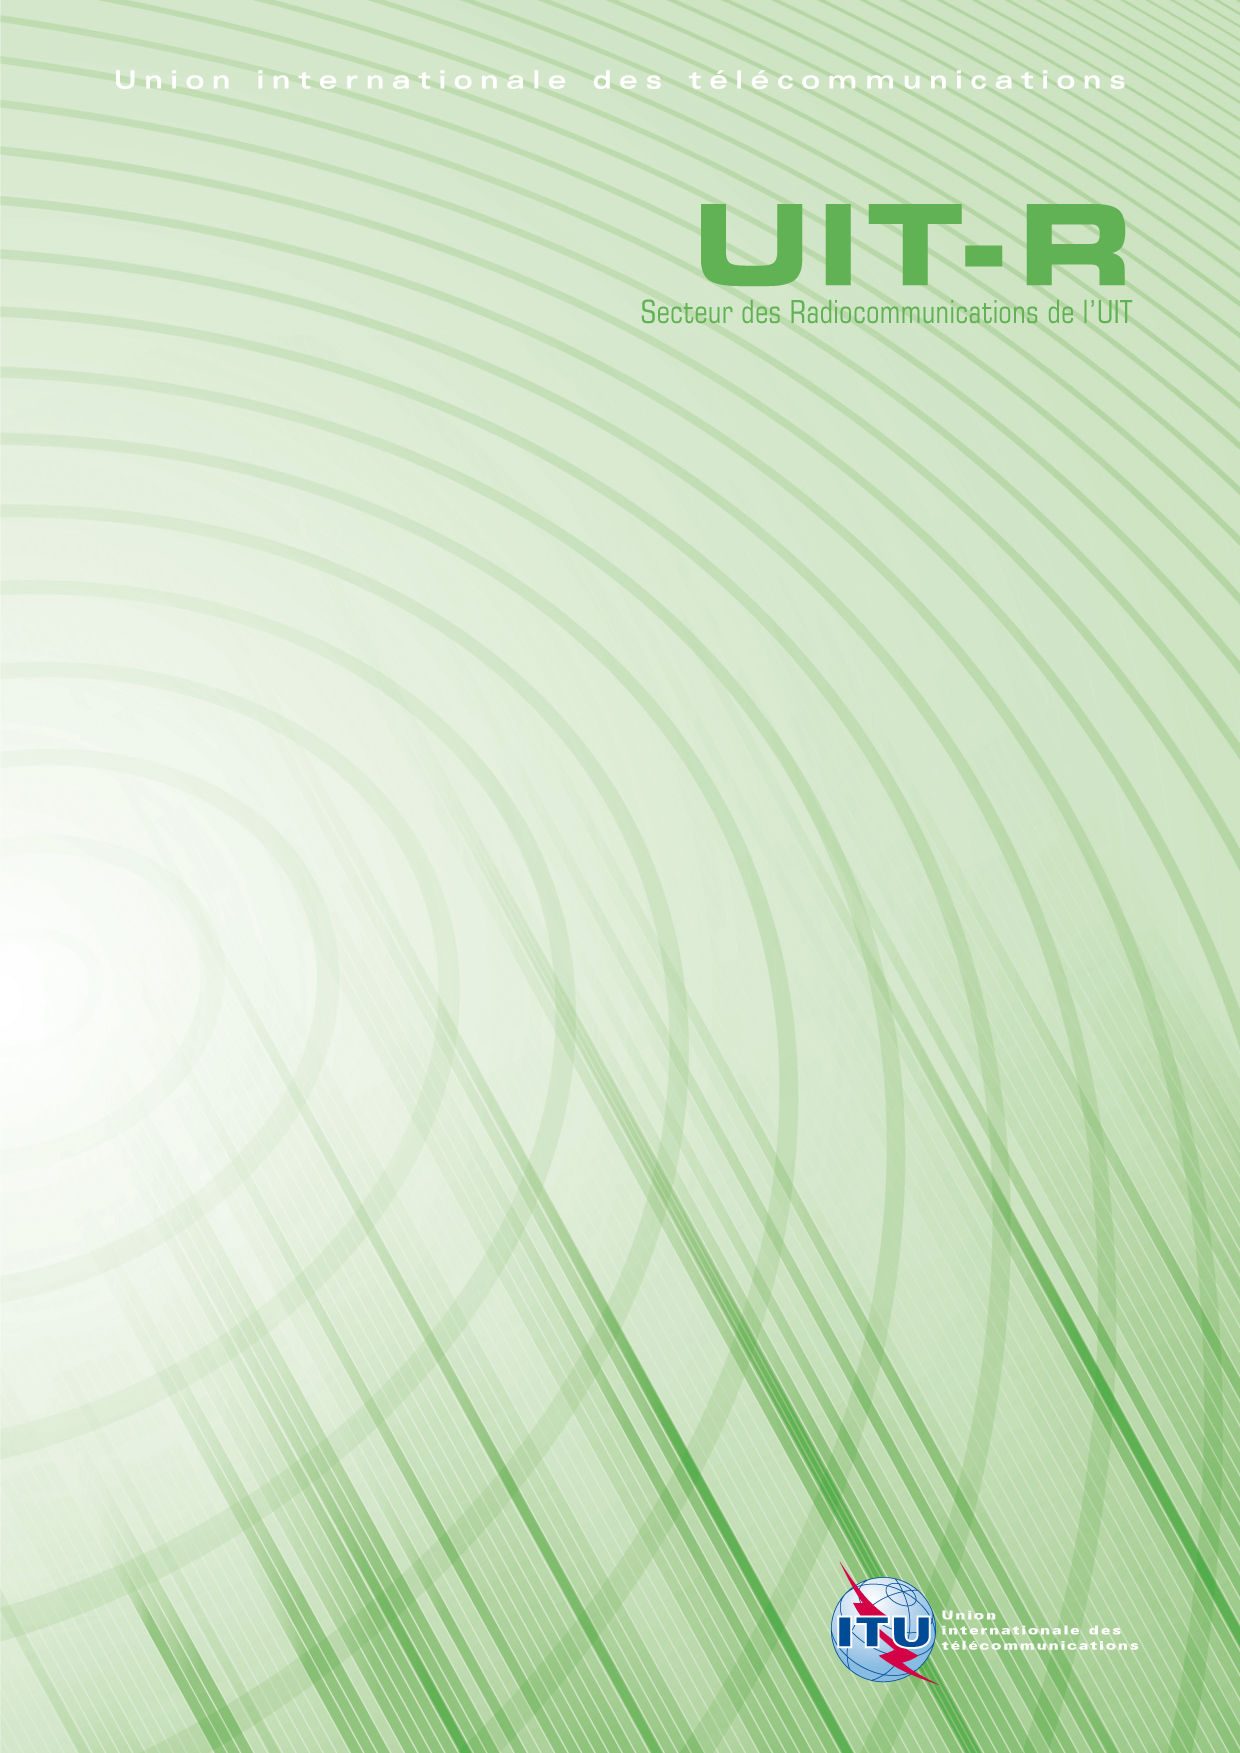 Union internationale des télécommunications
UIT-R
Secteur des Radiocommunications de l'UIT
ITU
Union
internationale des
télécommunications